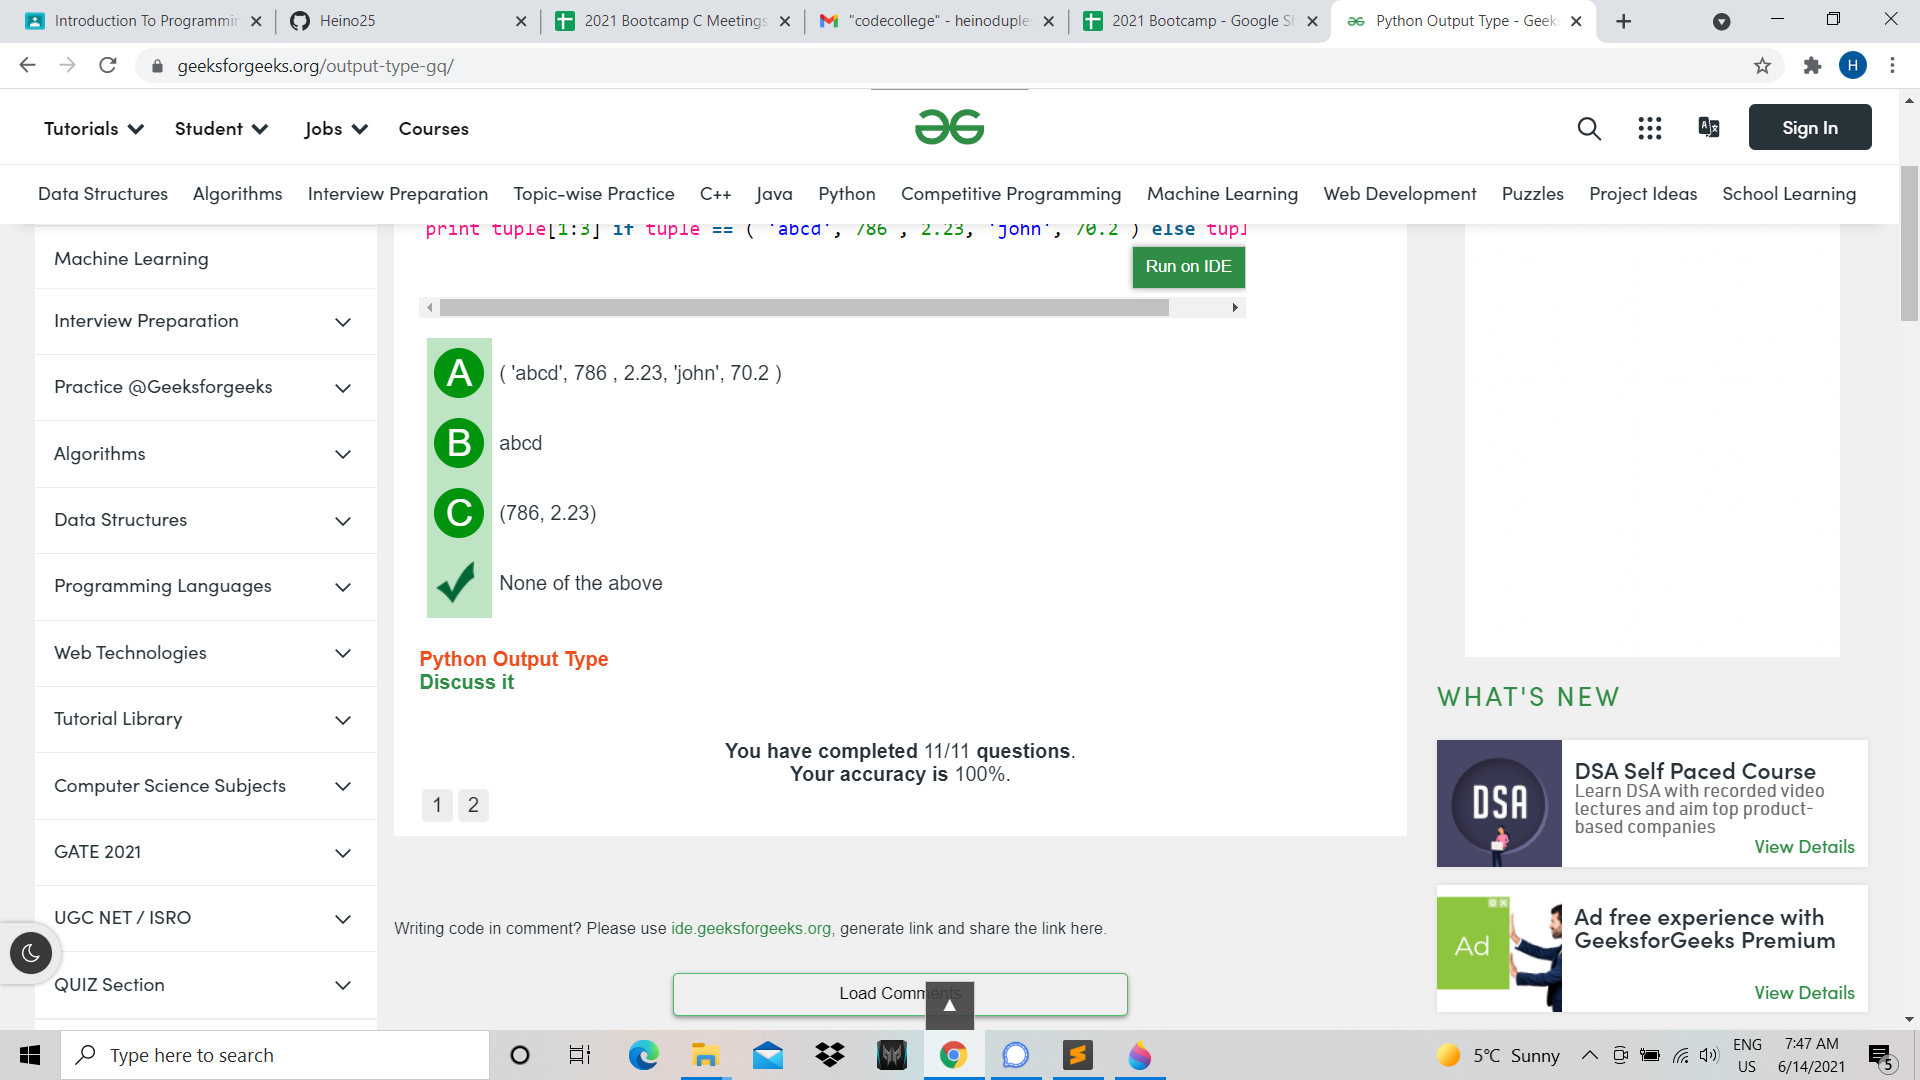 Introduction To Programmin
Heino25
2021 Bootcamp C Meetings
"codecollege" - heinoduples
2021 Bootcamp - Google Sh
Python Output Type - Geeks
geeksforgeeks.org/output-type-gq/
H
Tutorials
Student
Jobs
Courses
Sign In
Data Structures
Algorithms
Interview Preparation
Topic-wise Practice
C++
Java
Python
Competitive Programming
Machine Learning
Web Development
Puzzles
Project Ideas
School Learning
print tuple[1:3] if tuple == ( 'abcd', 786 , 2.23, 'john', 70.2 ) else tupl
Run on IDE
Machine Learning
Interview Preparation
Practice @Geeksforgeeks
Algorithms
Data Structures
Programming Languages
Web Technologies
Tutorial Library
Computer Science Subjects
GATE 2021
UGC NET / ISRO
QUIZ Section
A ( 'abcd', 786 , 2.23, 'john', 70.2 )
B abcd
C (786, 2.23)
None of the above
Python Output Type
Discuss it
You have completed 11/11 questions.
Your accuracy is 100%.
1 2
Writing code in comment? Please use ide.geeksforgeeks.org, generate link and share the link here.
Load Comments
WHAT'S NEW
DSA
DSA Self Paced Course
Learn DSA with recorded video
lectures and aim top product-
based companies
View Details
Ad
Ad free experience with
GeeksforGeeks Premium
View Details
Type here to search
5°C Sunny
ENG
US
7:47 AM
6/14/2021
5